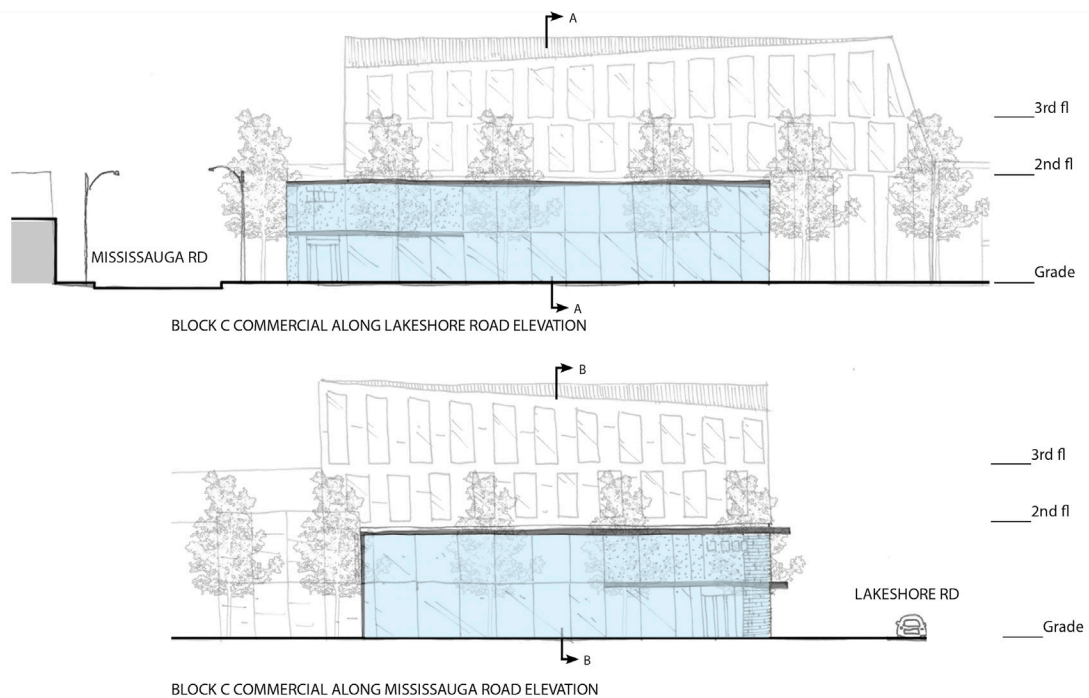 A
3rd fl
2nd fl
MISSISSAUGA RD
Grade
A
BLOCK C COMMERCIAL ALONG LAKESHORE ROAD ELEVATION
B
3rd fl
2nd fl
LAKESHORE RD
Grade
B
BLOCK C COMMERCIAL ALONG MISSISSAUGA ROAD ELEVATION